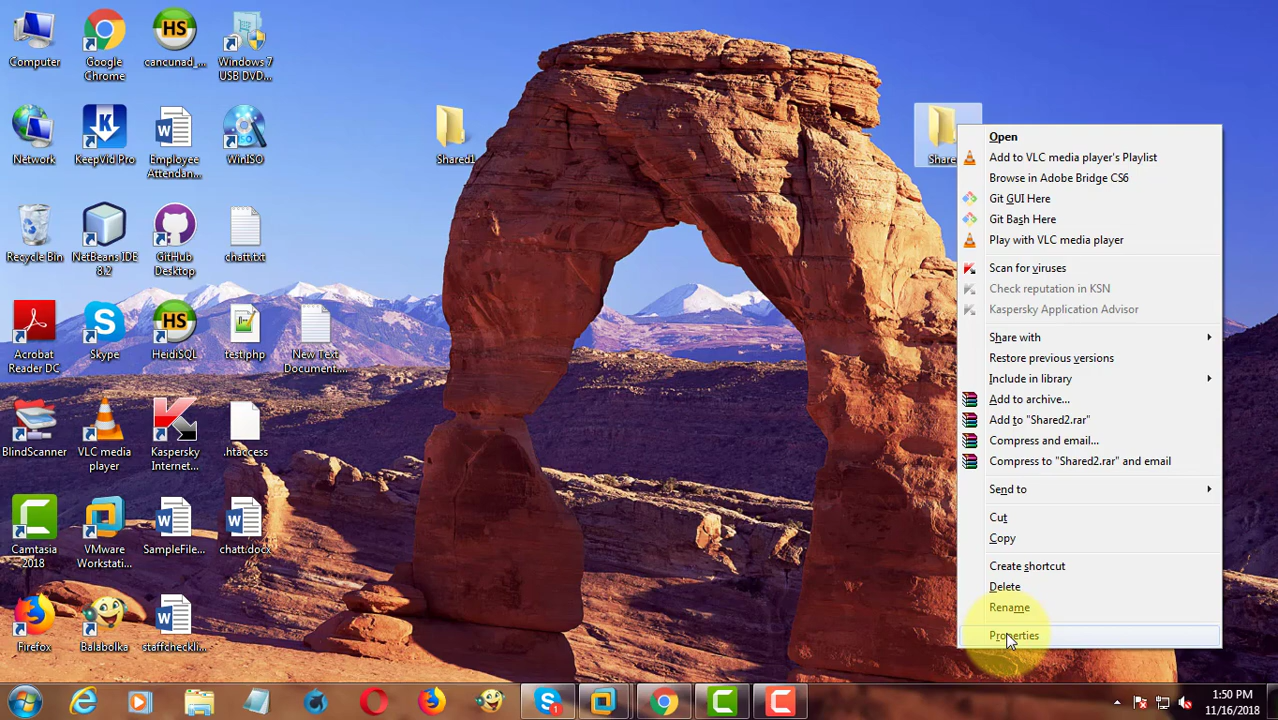 Computer
Google
Chrome
HS
cancunad_...
Windows 7
USB DVD...
Network
KeepVid Pro
Employee
Attendan...
WinISO
Shared1
Share
Recycle Bin
NetBeans IDE
8.2
GitHub
Desktop
chatt.txt
Acrobat
Reader DC
Skype
HS
HeidiSQL
test.php
New Text
Document....
BlindScanner
VLC media
player
Kaspersky
Internet...
.htaccess
Camtasia
2018
VMware
Workstati...
SampleFile...
chatt.docx
Firefox
Balabolka
staffcheckli...
Open
Add to VLC media player's Playlist
Browse in Adobe Bridge CS6
Git GUI Here
Git Bash Here
Play with VLC media player
Scan for viruses
Check reputation in KSN
Kaspersky Application Advisor
Share with
Restore previous versions
Include in library
Add to archive...
Add to "Shared2.rar"
Compress and email...
Compress to "Shared2.rar" and email
Send to
Cut
Copy
Create shortcut
Delete
Rename
Properties
1:50 PM
11/16/2018